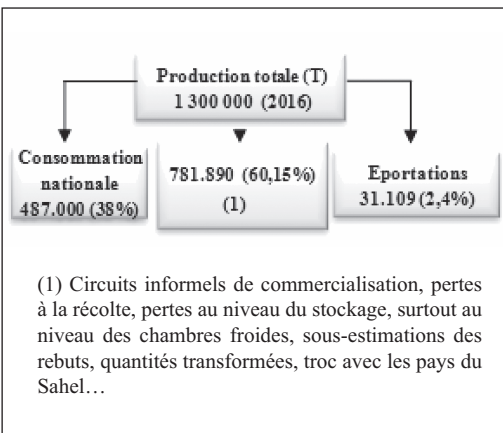 Production totale (T)
1 300 000 (2016)
Consommation
nationale
487.000 (38%)
781.890 (60,15%)
(1)
Eportations
31.109 (2,4%)
(1) Circuits informels de commercialisation, pertes
à la récolte, pertes au niveau du stockage, surtout au
niveau des chambres froides, sous-estimations des
rebuts, quantités transformées, troc avec les pays du
Sahel…